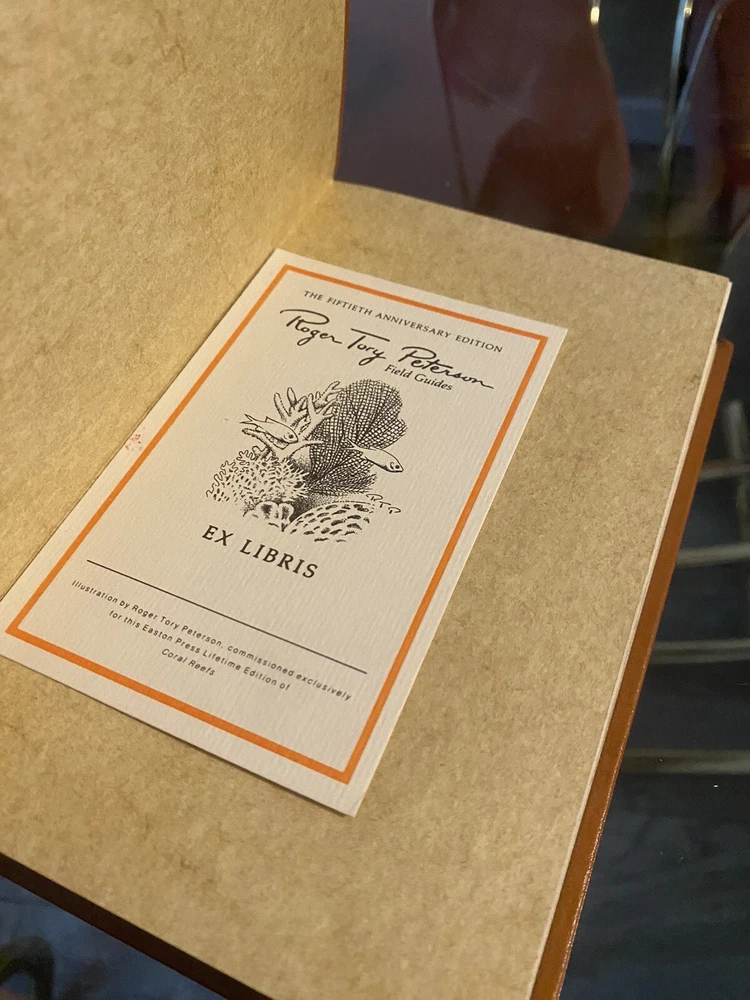 THE FIFTIETH ANNIVERSARY EDITION
Roger Tory Peterson
Field Guides
EX LIBRIS
Illustration by Roger Tory Peterson, commissioned exclusively
for this Easton Press Lifetime Edition of
Coral Reefs